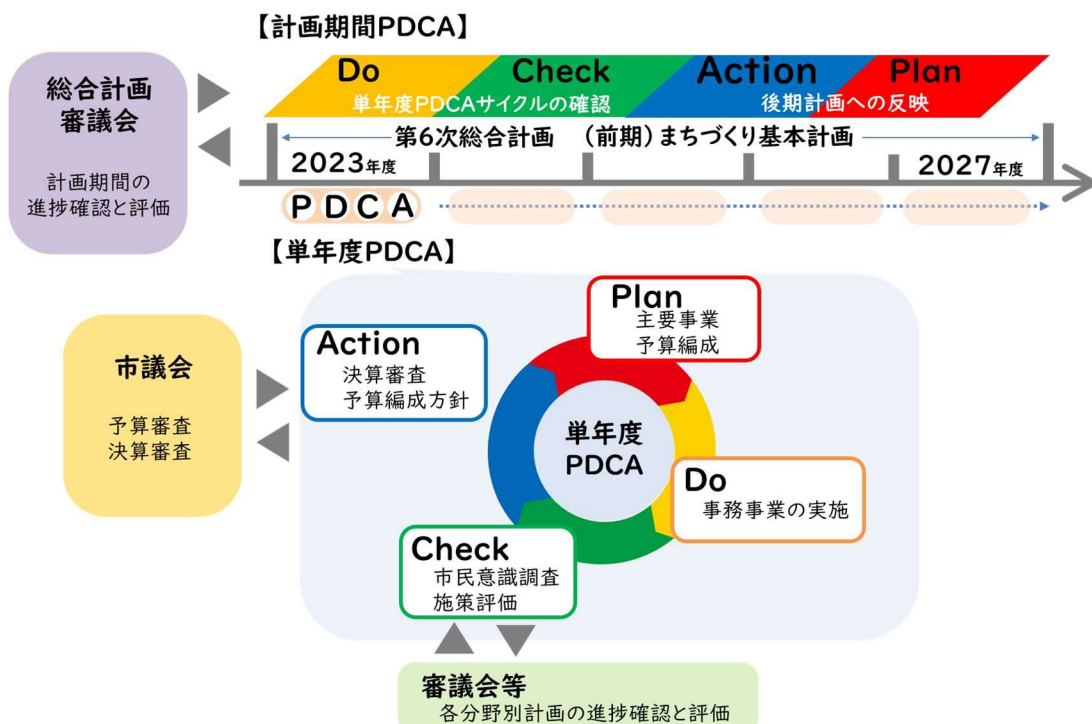 【計画期間PDCA】
総合計画
審議会
計画期間の
進捗確認と評価
Do
Check
Action
Plan
単年度PDCAサイクルの確認
後期計画への反映
第6次総合計画 (前期)まちづくり基本計画
2023年度
2027年度
P D C A
【単年度PDCA】
市議会
予算審査
決算審査
Plan
主要事業
予算編成
Action
決算審査
予算編成方針
単年度
PDCA
Do
事務事業の実施
Check
市民意識調査
施策評価
審議会等
各分野別計画の進捗確認と評価